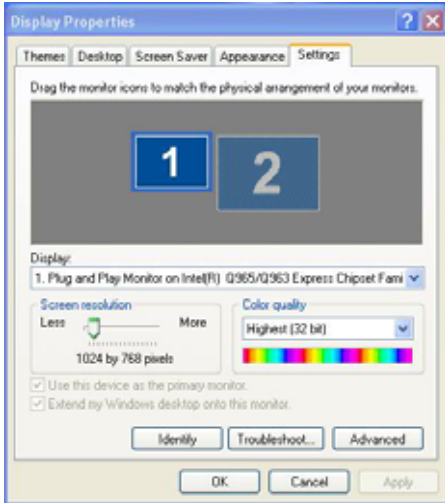 Display Properties
Themes Desktop Screen Saver Appearance Settings
Drag the monitor icons to match the physical arrangement of your monitors.
1 2
Display:
1. Plug and Play Monitor on Intel(R) Q965/Q963 Express Chipset Fami
Screen resolution
Less More
1024 by 768 pixels
Color quality
Highest (32 bit)
Use this device as the primary monitor.
Extend my Windows desktop onto this monitor.
Identify Troubleshoot... Advanced
OK Cancel Apply